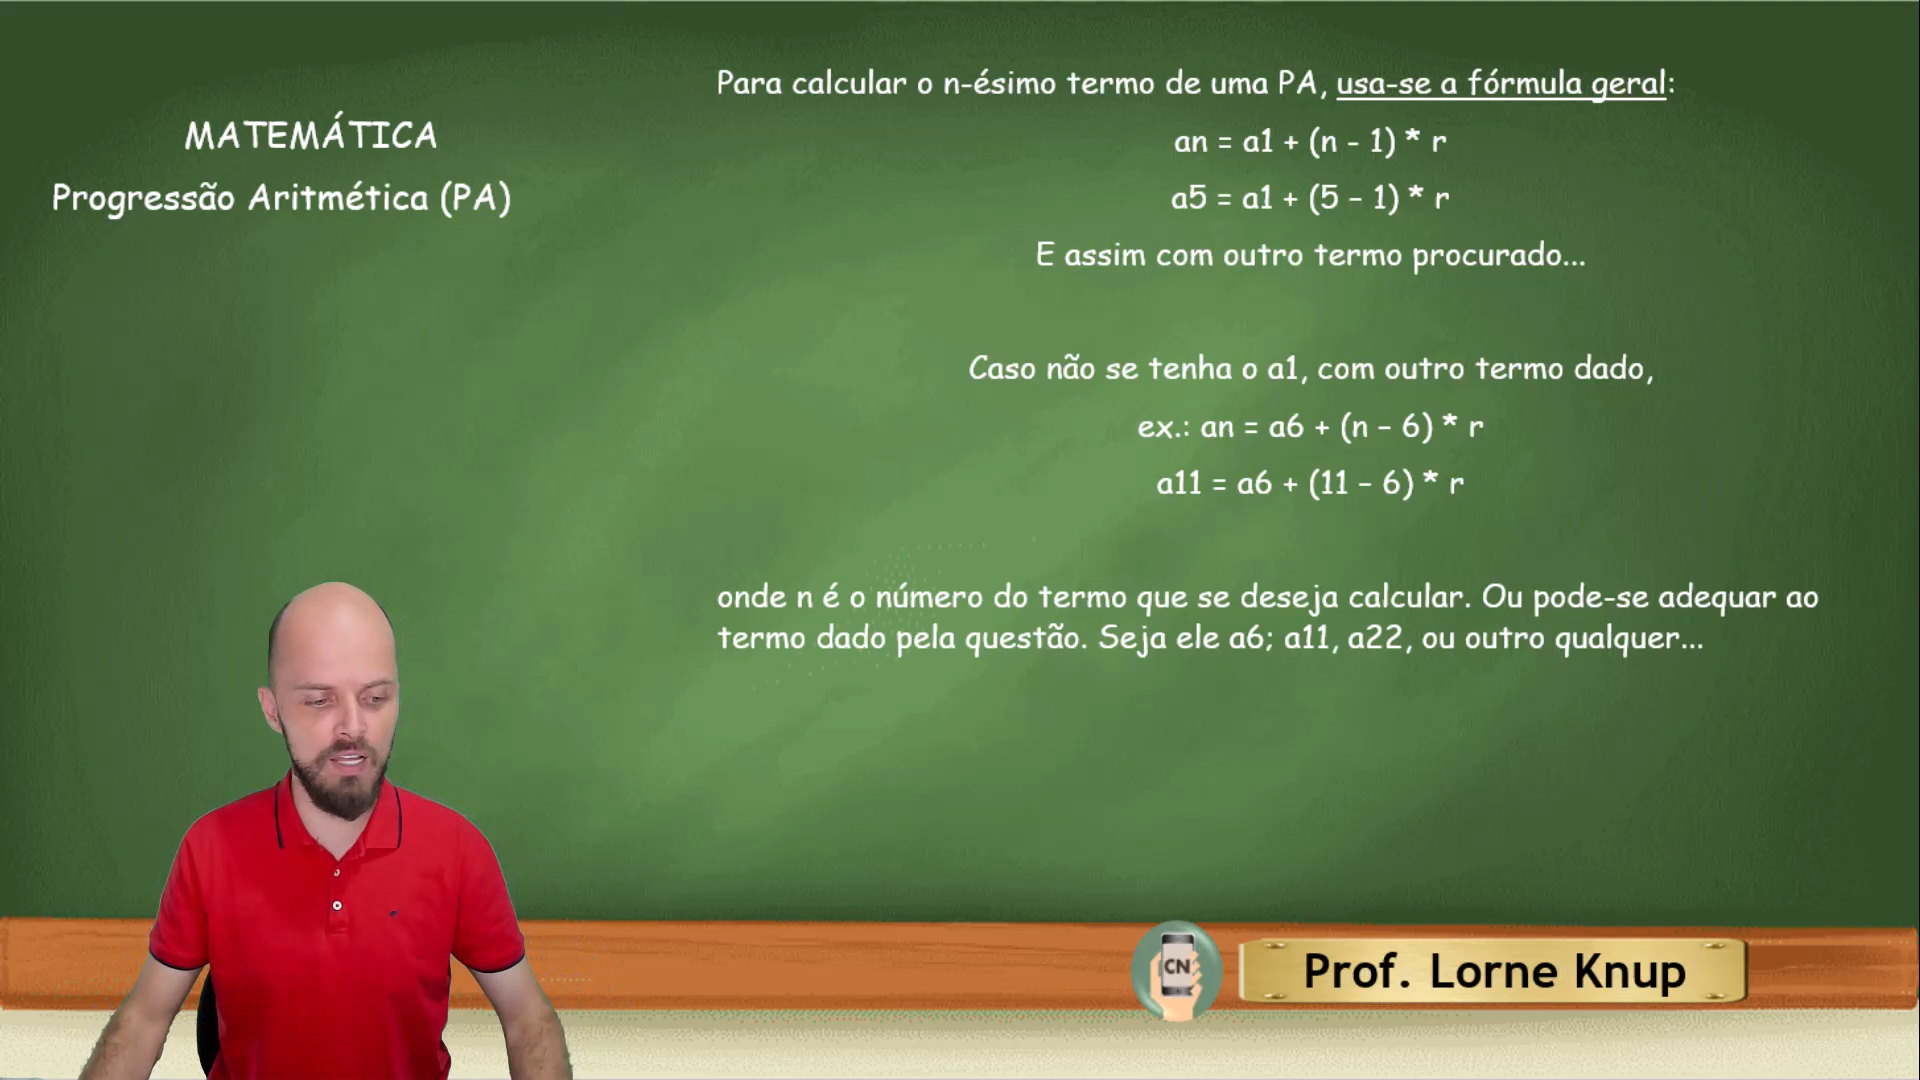 MATEMÁTICA
Progressão Aritmética (PA)
Para calcular o n-ésimo termo de uma PA, usa-se a fórmula geral:
an = a1 + (n - 1) * r
a5 = a1 + (5 – 1) * r
E assim com outro termo procurado...
Caso não se tenha o a1, com outro termo dado,
ex.: an = a6 + (n – 6) * r
a11 = a6 + (11 – 6) * r
onde n é o número do termo que se deseja calcular. Ou pode-se adequar ao
termo dado pela questão. Seja ele a6; a11, a22, ou outro qualquer...
CN
Prof. Lorne Knup